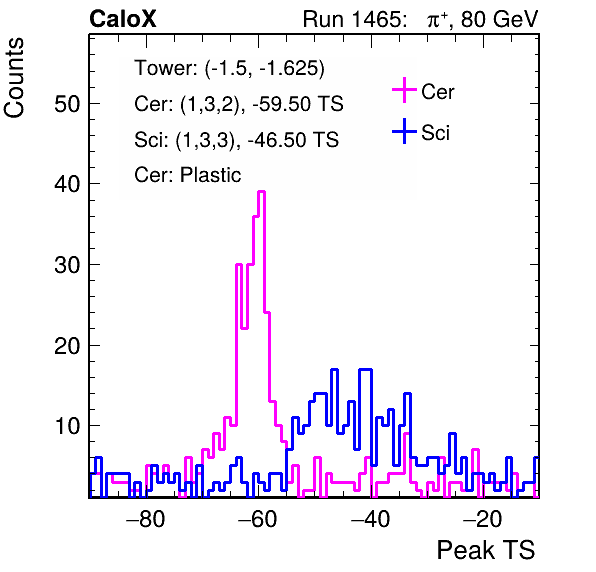 CaloX Run 1465: π⁺, 80 GeV
Counts
Tower: (-1.5, -1.625)
Cer: (1,3,2), -59.50 TS
Sci: (1,3,3), -46.50 TS
Cer: Plastic
Cer
Sci
50
40
30
20
10
−80 −60 −40 −20
Peak TS